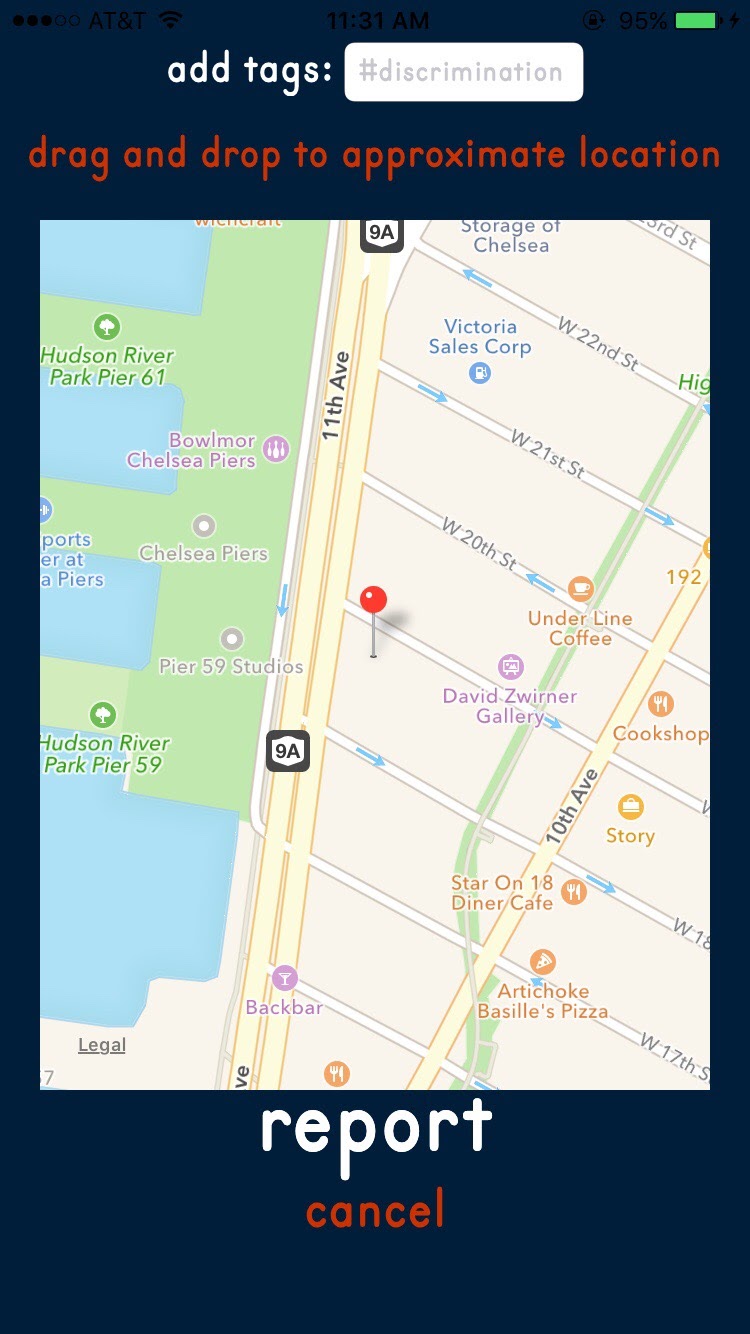 AT&T 11:31 AM 95%
add tags: #discrimination
drag and drop to approximate location
9A
Storage of
Chelsea
23rd St
Victoria
Sales Corp
W 22nd St
Hudson River
Park Pier 61
11th Ave
Hig
Bowlmor
Chelsea Piers
W 21st St
Chelsea Piers
W 20th St
ports
er at
a Piers
192
Under Line
Coffee
Pier 59 Studios
David Zwirner
Gallery
Cookshop
Hudson River
Park Pier 59
9A
10th Ave
Story
Star On 18
Diner Cafe
W 18
Artichoke
Basille's Pizza
Backbar
Legal
W 17th S
ve
report
cancel